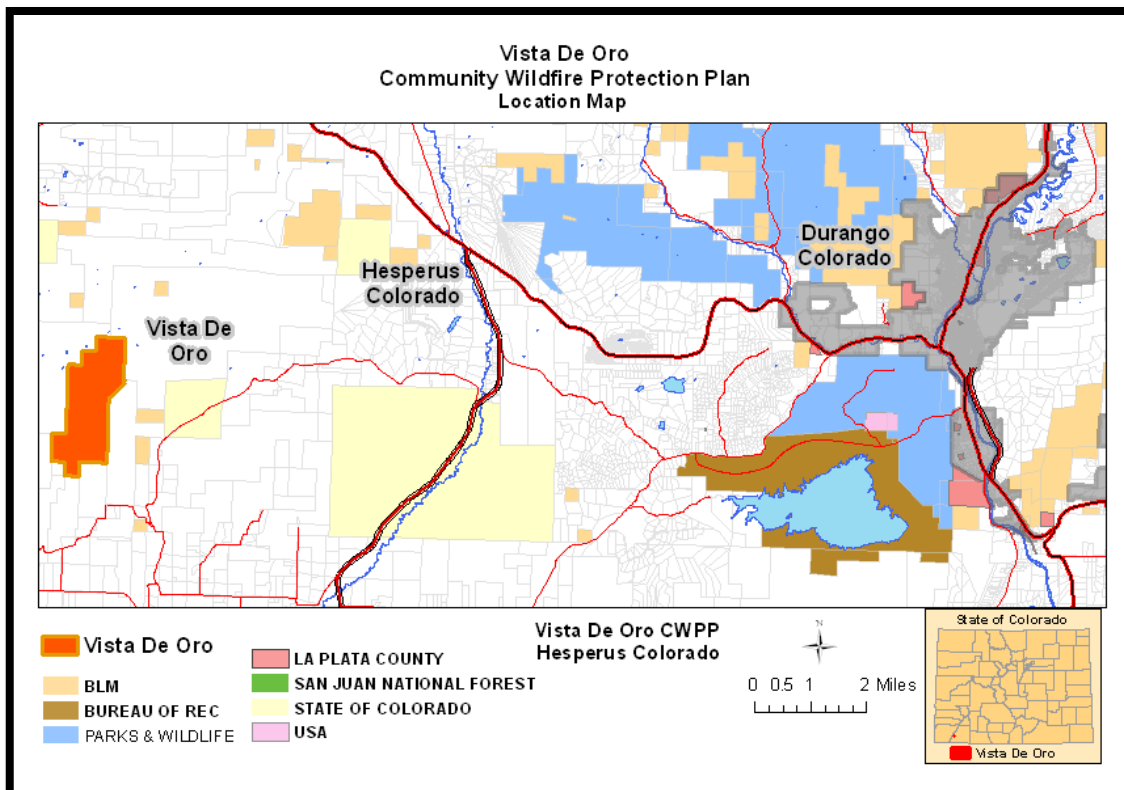 Vista De Oro
Community Wildfire Protection Plan
Location Map
Durango
Colorado
Hesperus
Colorado
Vista De
Oro
Vista De Oro
BLM
BUREAU OF REC
PARKS & WILDLIFE
LA PLATA COUNTY
SAN JUAN NATIONAL FOREST
STATE OF COLORADO
USA
Vista De Oro CWPP
Hesperus Colorado
N
0 0.5 1 2 Miles
State of Colorado
Vista De Oro